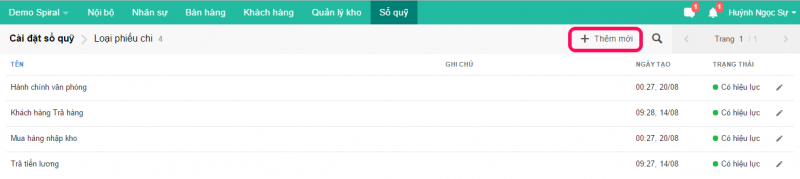 Demo Spiral Nội bộ Nhân sự Bán hàng Khách hàng Quản lý kho Sổ quỹ 1 1 Huỳnh Ngọc Sự
Cài đặt sổ quỹ Loại phiếu chi 4 + Thêm mới Trang 1 / 1
TÊN GHI CHÚ NGÀY TẠO TRẠNG THÁI
Hành chính văn phòng 00:27, 20/08 Có hiệu lực
Khách hàng Trả hàng 09:28, 14/08 Có hiệu lực
Mua hàng nhập kho 00:27, 20/08 Có hiệu lực
Trả tiền lương 09:27, 14/08 Có hiệu lực